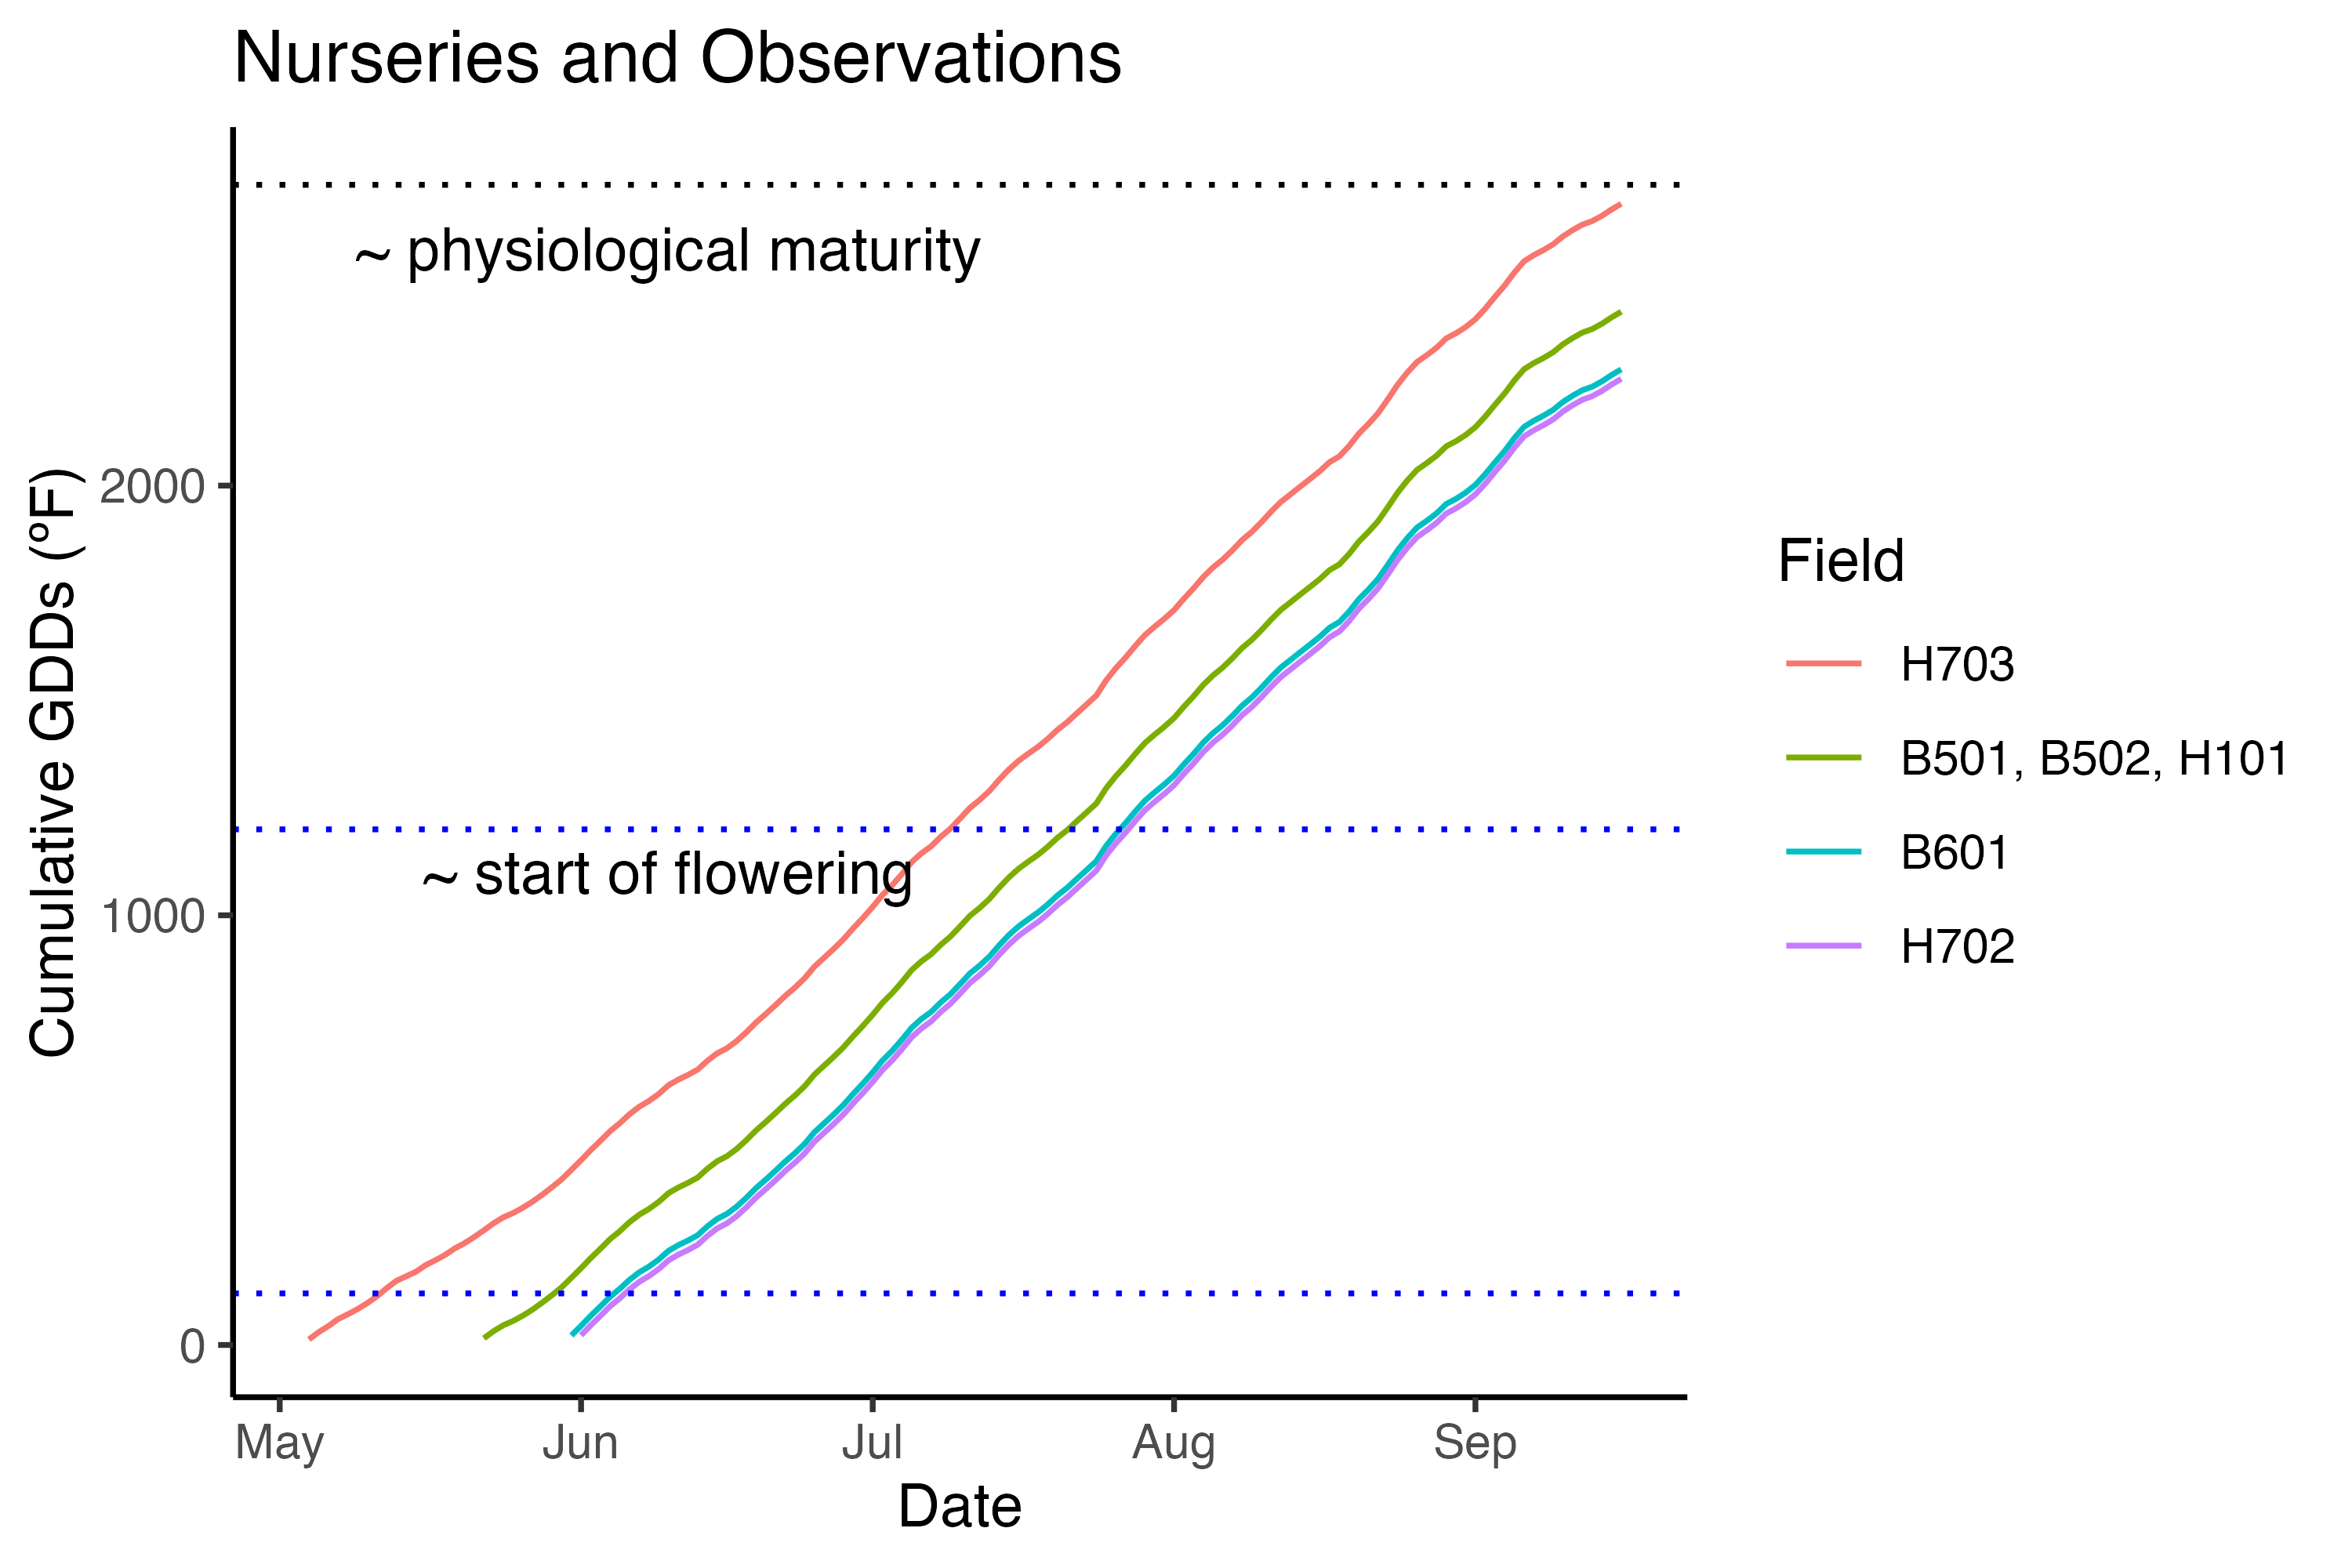 Nurseries and Observations
~ physiological maturity
~ start of flowering
Cumulative GDDs (ºF)
2000
1000
0
May Jun Jul Aug Sep
Date
Field
H703
B501, B502, H101
B601
H702